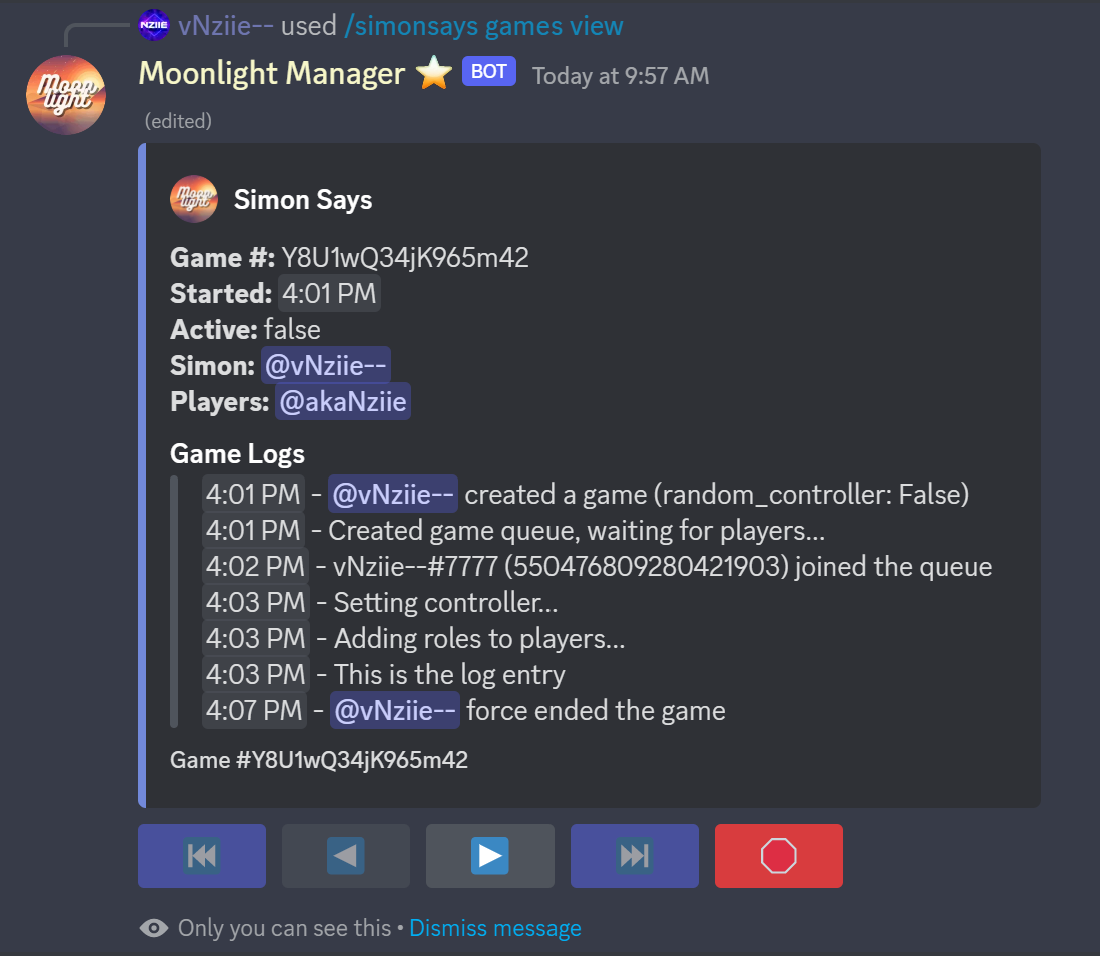 NZIIE vNziie-- used /simonsays games view
Moonlight Manager BOT Today at 9:57 AM
Moon light
(edited)
Moon light Simon Says
Game #: Y8U1wQ34jK965m42
Started: 4:01 PM
Active: false
Simon: @vNziie--
Players: @akaNziie
Game Logs
4:01 PM - @vNziie-- created a game (random_controller: False)
4:01 PM - Created game queue, waiting for players...
4:02 PM - vNziie--#7777 (550476809280421903) joined the queue
4:03 PM - Setting controller...
4:03 PM - Adding roles to players...
4:03 PM - This is the log entry
4:07 PM - @vNziie-- force ended the game
Game #Y8U1wQ34jK965m42
Only you can see this • Dismiss message